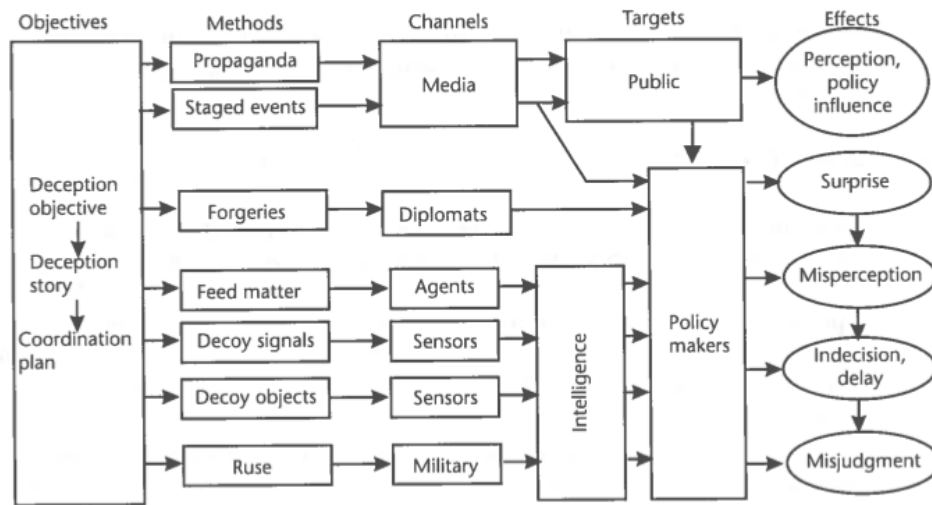 Objectives
Methods
Channels
Targets
Effects
Propaganda
Staged events
Media
Public
Perception,
policy
influence
Deception
objective
Deception
story
Coordination
plan
Forgeries
Diplomats
Feed matter
Agents
Decoy signals
Sensors
Decoy objects
Sensors
Ruse
Military
Intelligence
Policy
makers
Surprise
Misperception
Indecision,
delay
Misjudgment